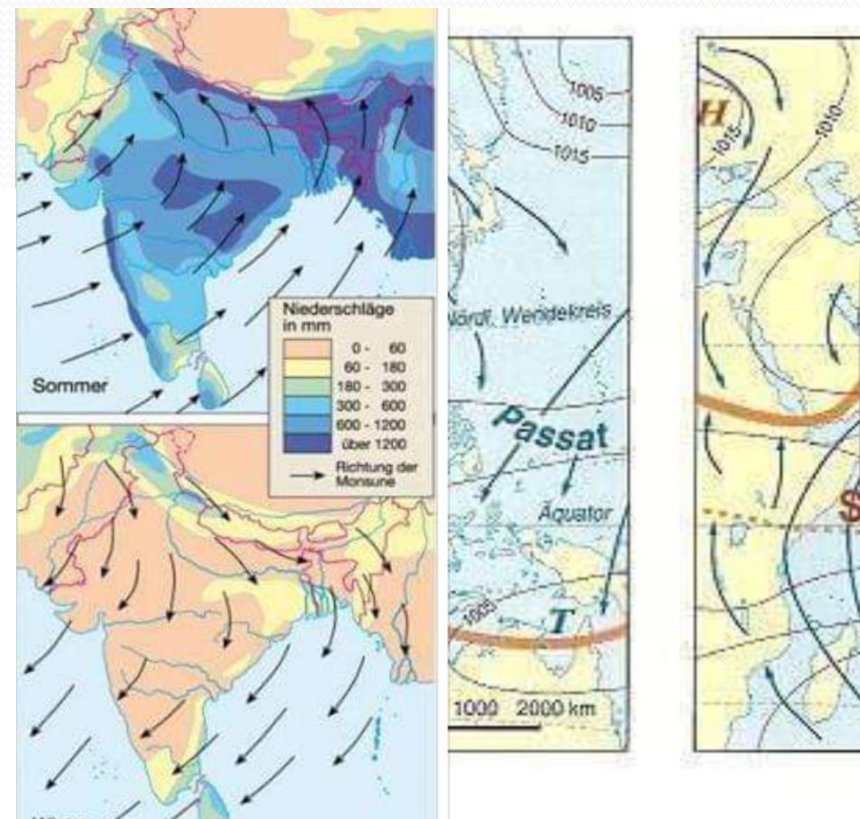 Sommer
Niederschläge
in mm
0 - 60
60 - 180
180 - 300
300 - 600
600 - 1200
über 1200
Richtung der
Monsune
1005
1010
1015
Nördl. Wendekreis
Passat
Äquator
1005
T
1000 2000 km
H
1015
1010
S